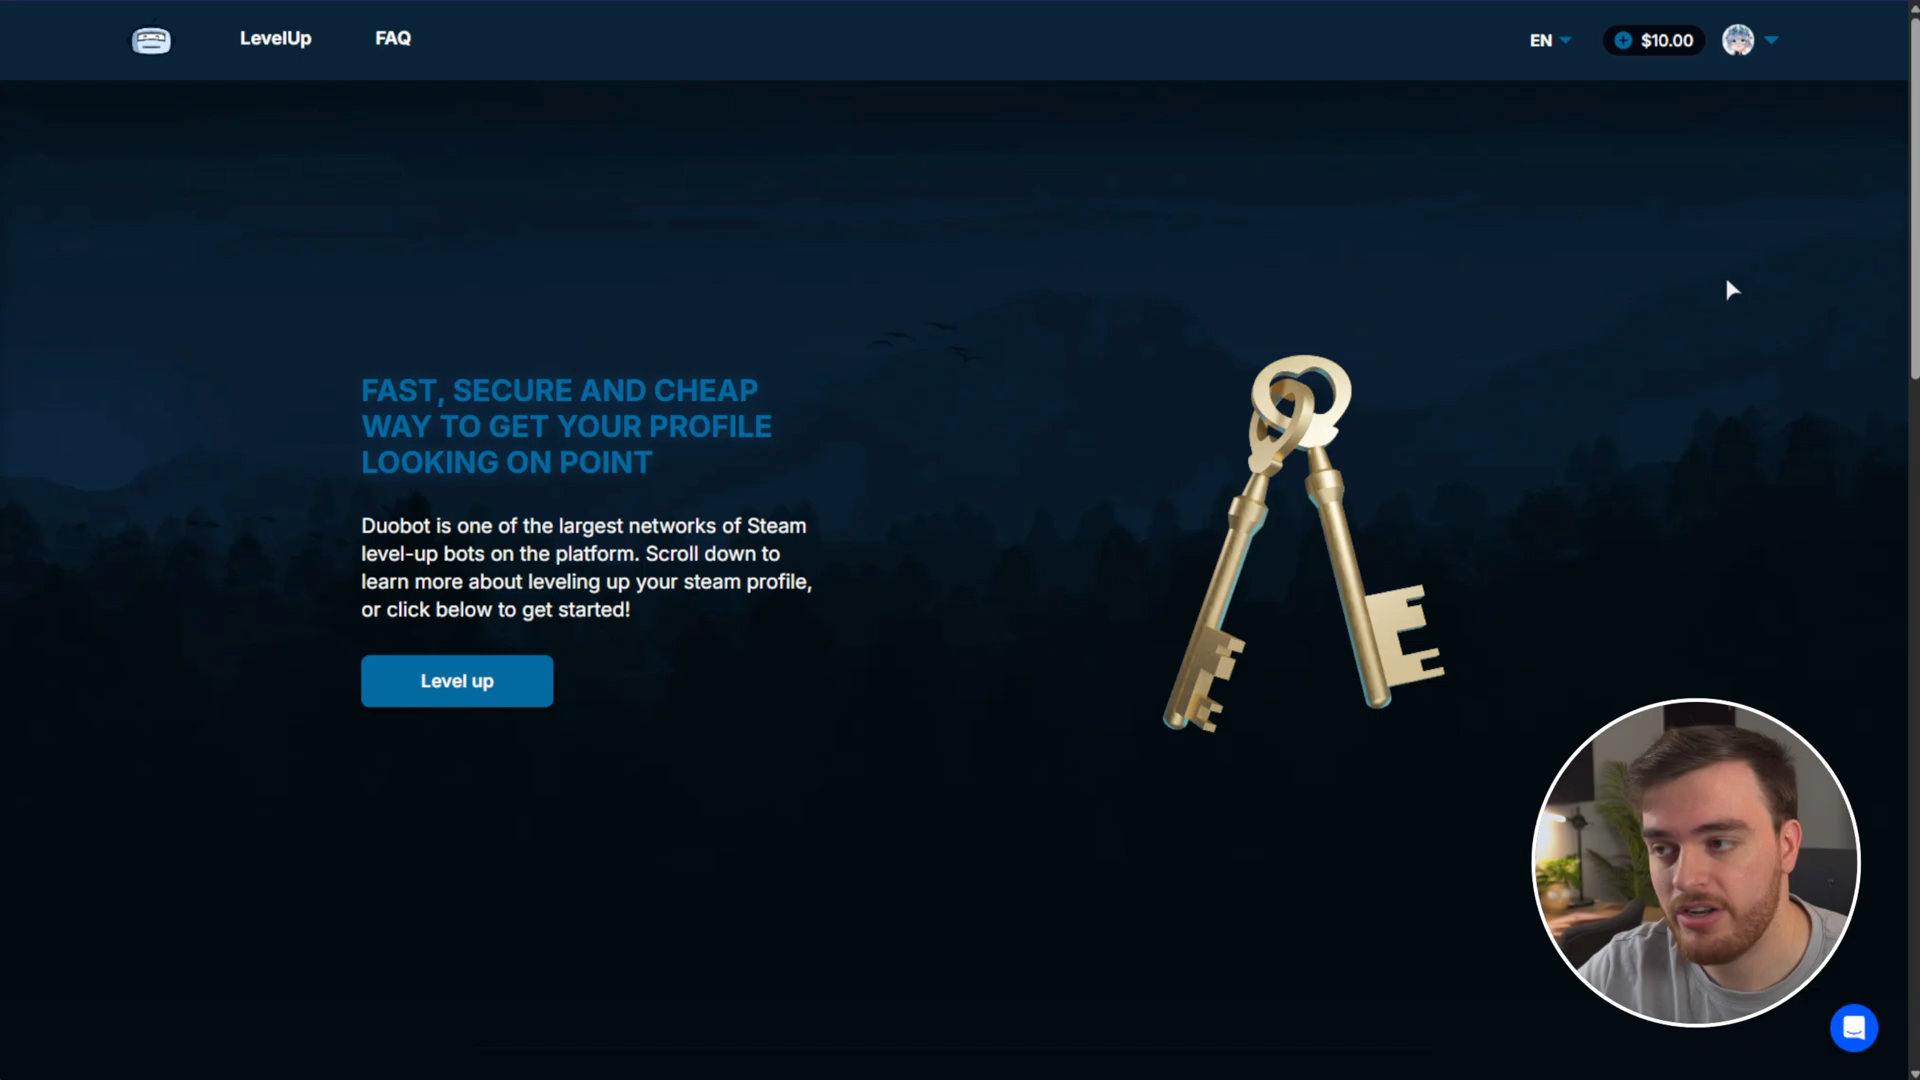 LevelUp
FAQ
EN
$10.00
FAST, SECURE AND CHEAP
WAY TO GET YOUR PROFILE
LOOKING ON POINT
Duobot is one of the largest networks of Steam
level-up bots on the platform. Scroll down to
learn more about leveling up your steam profile,
or click below to get started!
Level up